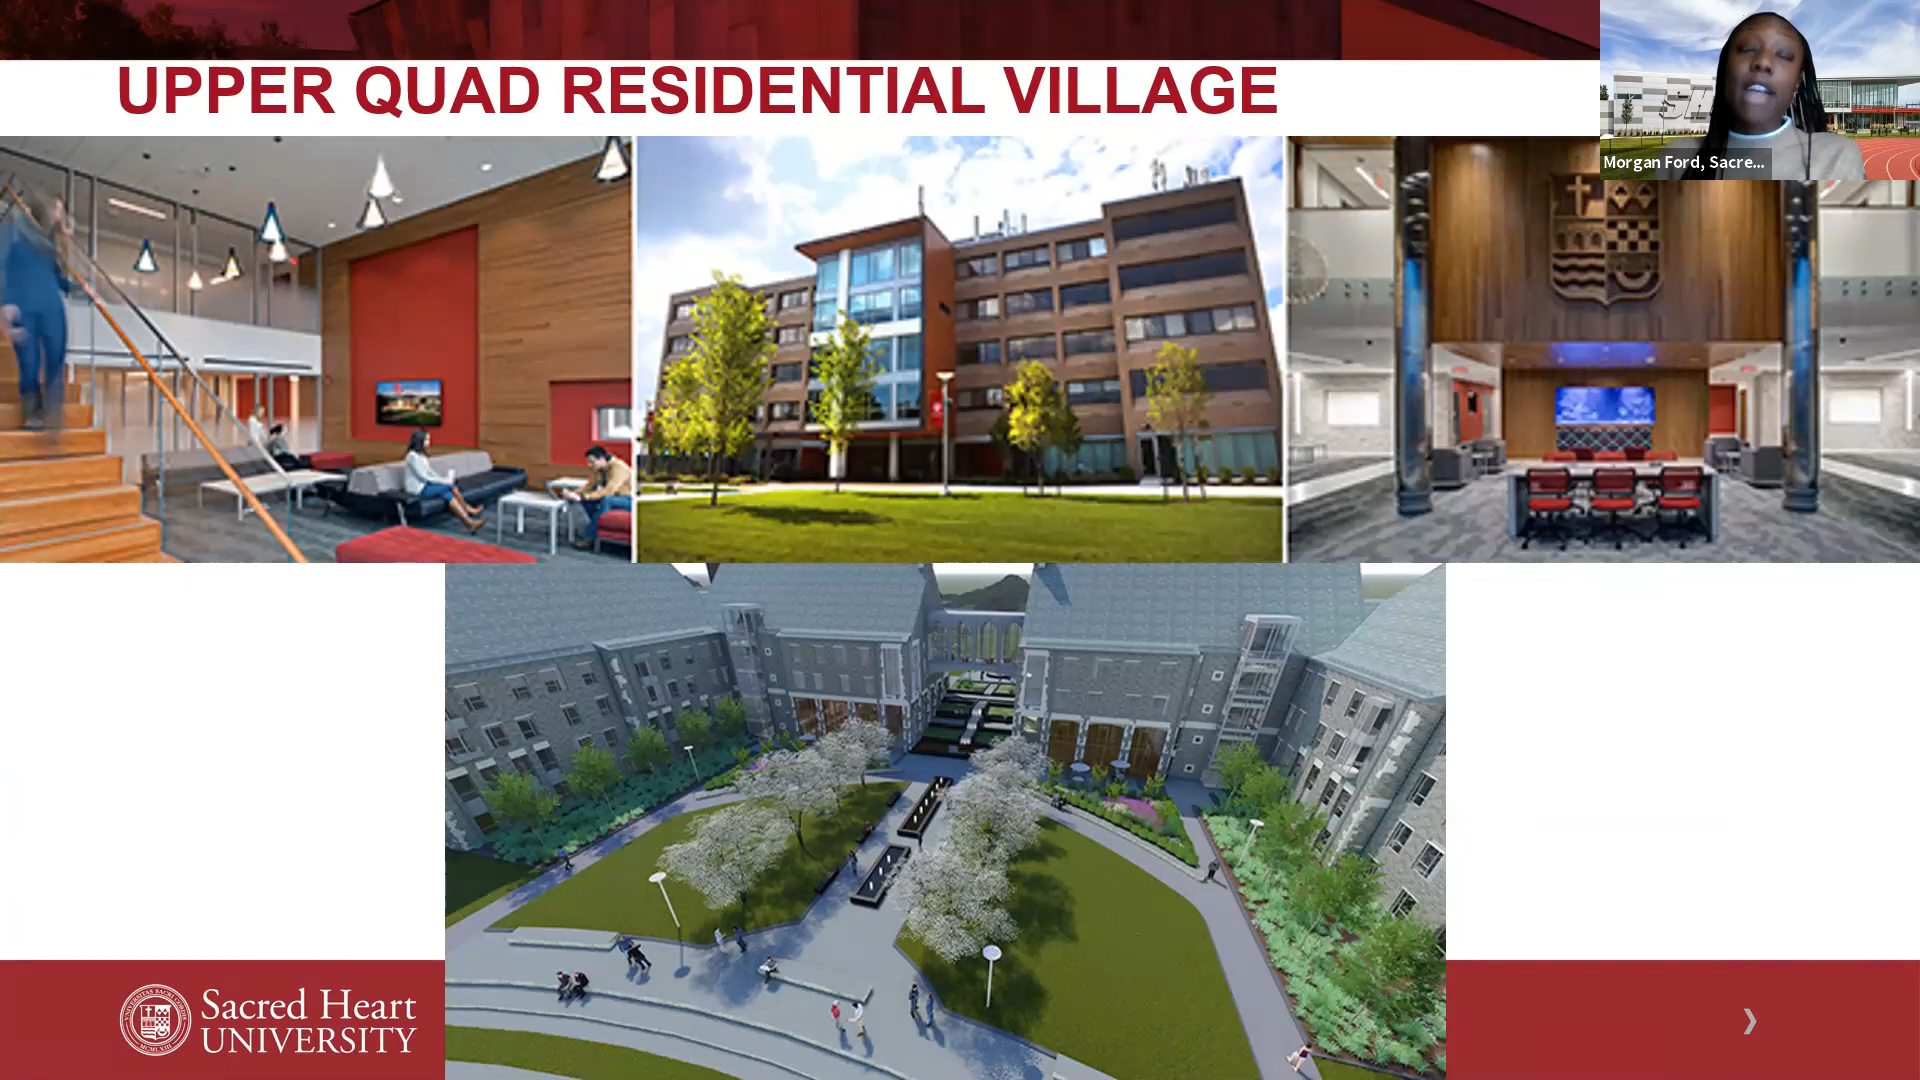 UPPER QUAD RESIDENTIAL VILLAGE
Morgan Ford, Sacre...
Sacred Heart
UNIVERSITY